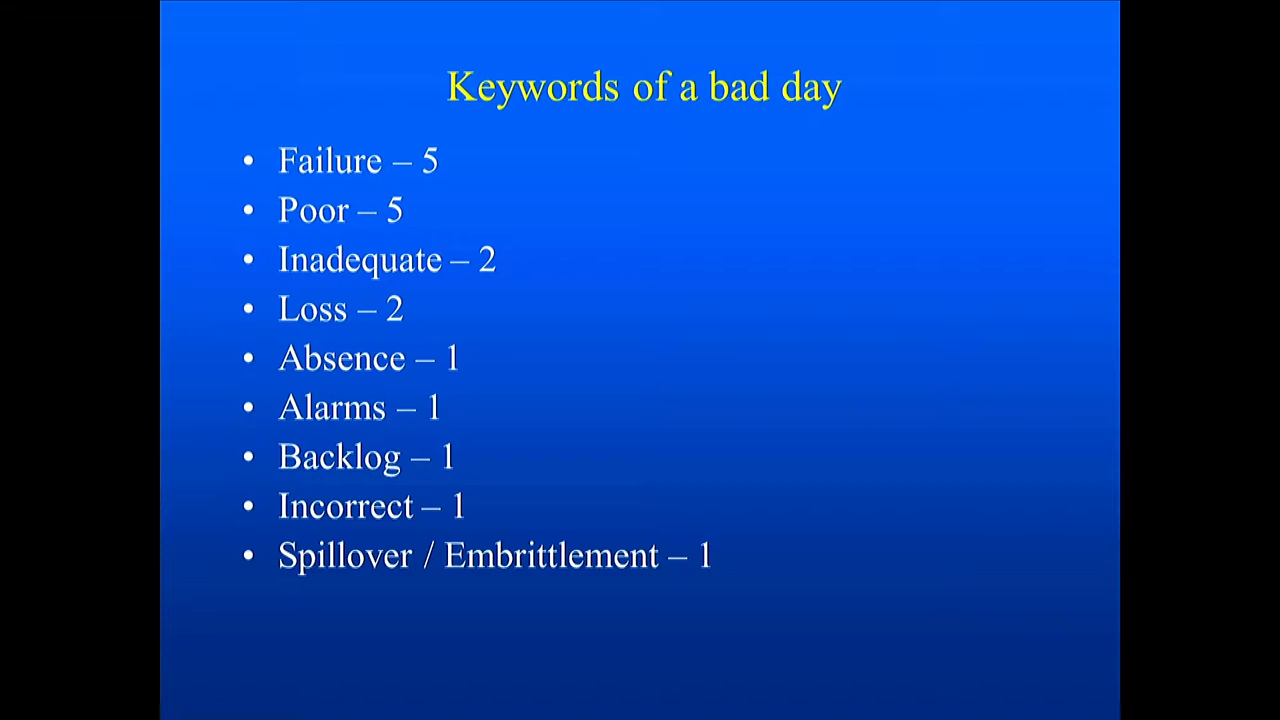 Keywords of a bad day
• Failure – 5
• Poor – 5
• Inadequate – 2
• Loss – 2
• Absence – 1
• Alarms – 1
• Backlog – 1
• Incorrect – 1
• Spillover / Embrittlement – 1